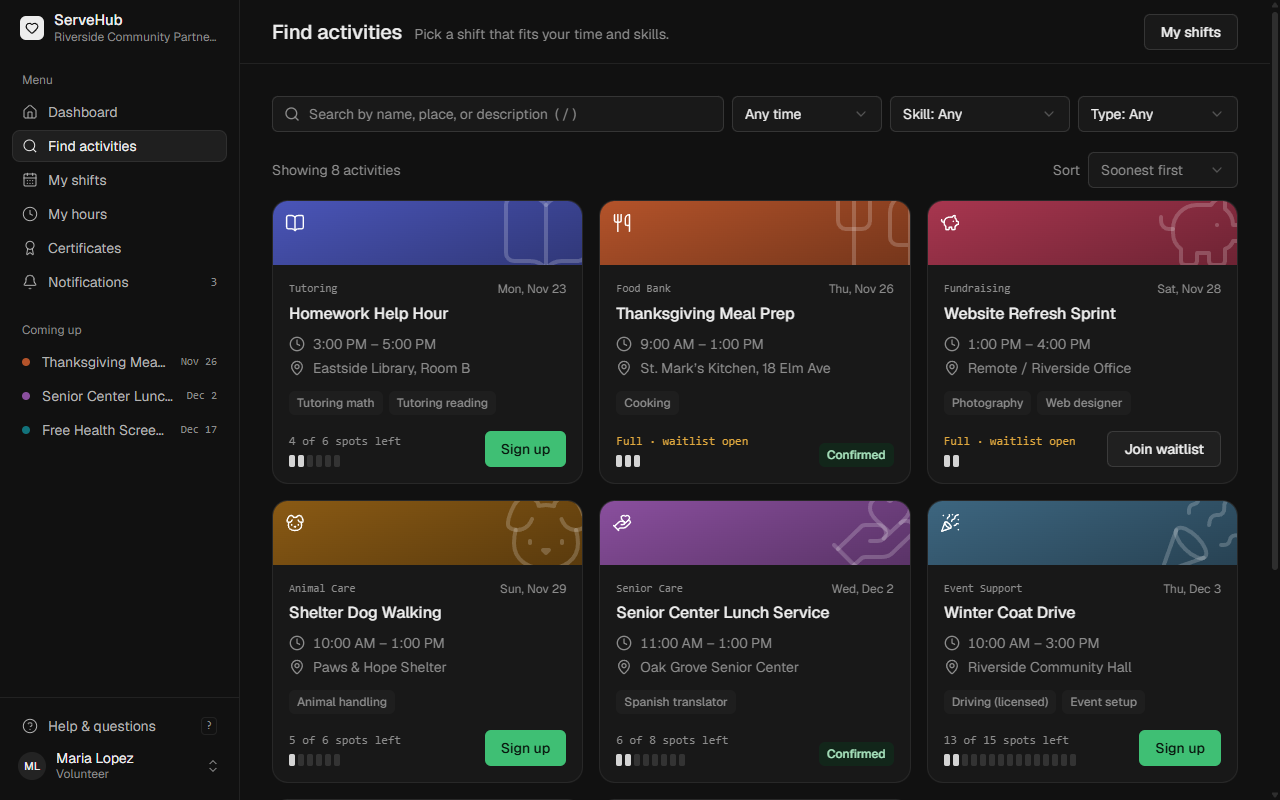 ServeHub
Riverside Community Partne…
Menu
Dashboard
Find activities
My shifts
My hours
Certificates
Notifications 3
Coming up
Thanksgiving Mea… Nov 26
Senior Center Lunc… Dec 2
Free Health Scree… Dec 17
Help & questions ?
ML
Maria Lopez
Volunteer
Find activities Pick a shift that fits your time and skills.
My shifts
Search by name, place, or description ( / )
Any time
Skill: Any
Type: Any
Showing 8 activities
Sort Soonest first
Tutoring Mon, Nov 23
Homework Help Hour
3:00 PM – 5:00 PM
Eastside Library, Room B
Tutoring math Tutoring reading
4 of 6 spots left
Sign up
Food Bank Thu, Nov 26
Thanksgiving Meal Prep
9:00 AM – 1:00 PM
St. Mark's Kitchen, 18 Elm Ave
Cooking
Full · waitlist open
Confirmed
Fundraising Sat, Nov 28
Website Refresh Sprint
1:00 PM – 4:00 PM
Remote / Riverside Office
Photography Web designer
Full · waitlist open
Join waitlist
Animal Care Sun, Nov 29
Shelter Dog Walking
10:00 AM – 1:00 PM
Paws & Hope Shelter
Animal handling
5 of 6 spots left
Sign up
Senior Care Wed, Dec 2
Senior Center Lunch Service
11:00 AM – 1:00 PM
Oak Grove Senior Center
Spanish translator
6 of 8 spots left
Confirmed
Event Support Thu, Dec 3
Winter Coat Drive
10:00 AM – 3:00 PM
Riverside Community Hall
Driving (licensed) Event setup
13 of 15 spots left
Sign up